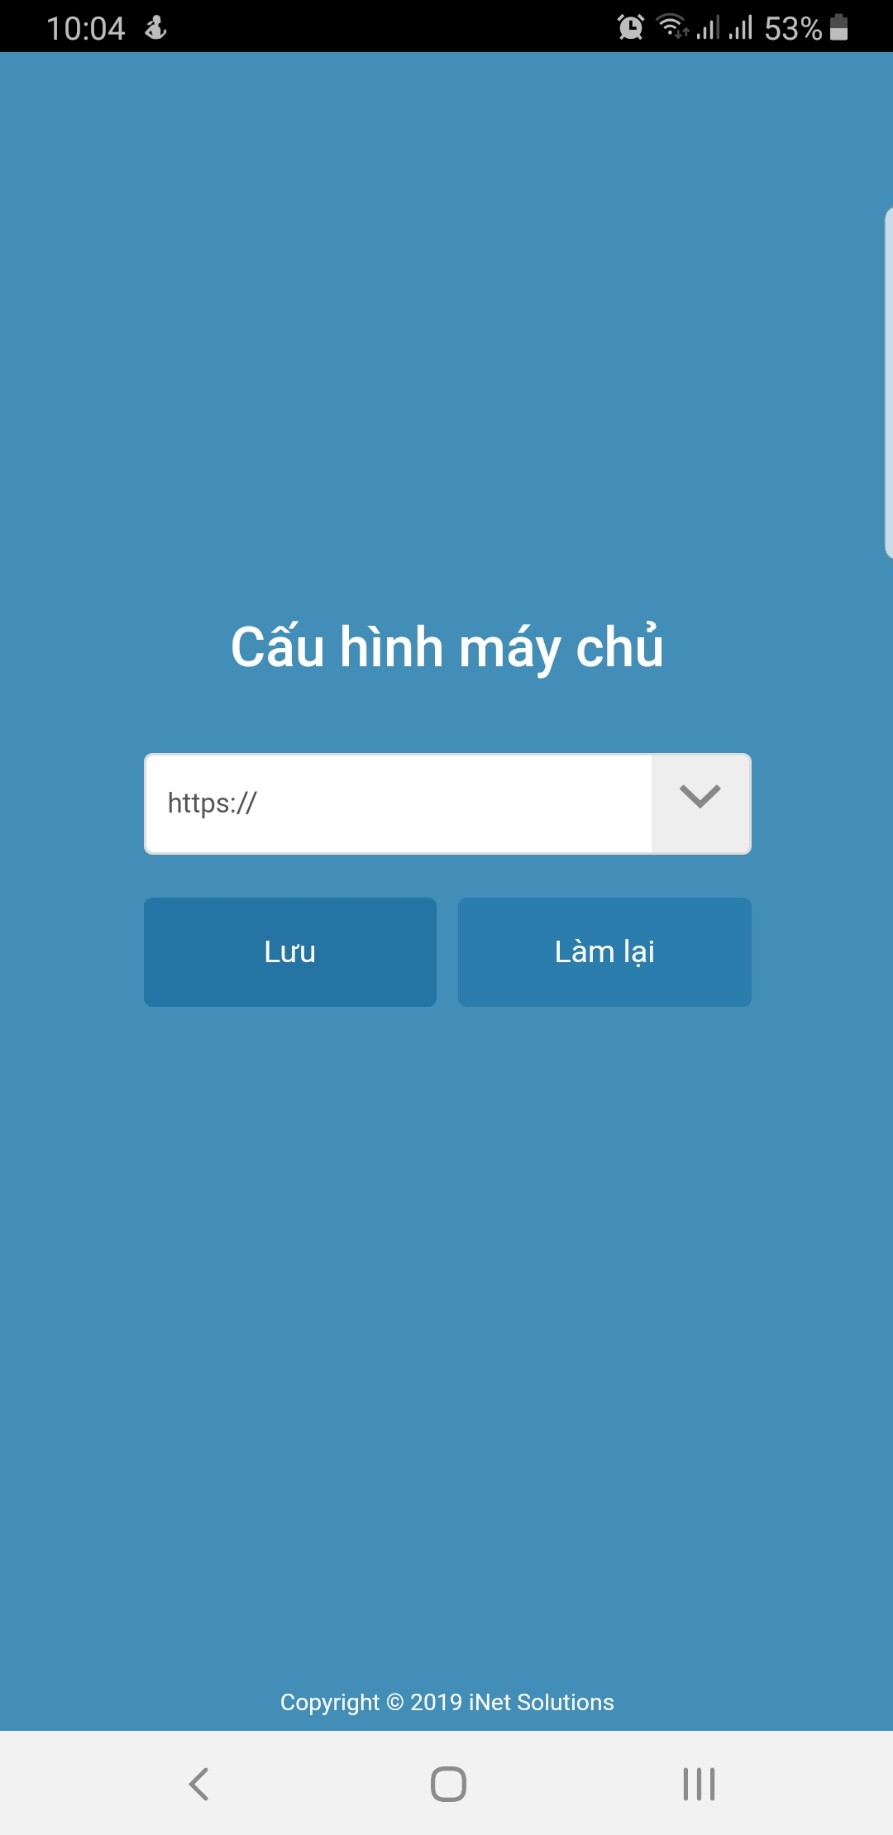 10:04
53%
Cấu hình máy chủ
https://
Lưu
Làm lại
Copyright © 2019 iNet Solutions